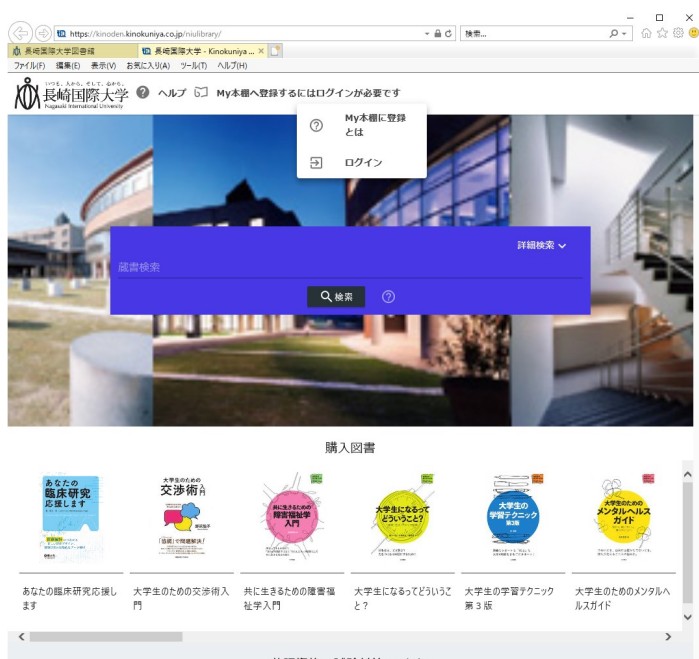 https://kinoden.kinokuniya.co.jp/niulibrary/
検索...
長崎国際大学図書館
長崎国際大学 - Kinokuniya ...
ファイル(F) 編集(E) 表示(V) お気に入り(A) ツール(T) ヘルプ(H)
いつも、人から、そして、心から。
長崎国際大学
Nagasaki International University
ヘルプ
My本棚へ登録するにはログインが必要です
My本棚に登録
とは
ログイン
詳細検索
蔵書検索
検索
購入図書
あなたの
臨床研究
応援します
大学生のための
交渉術入門
「協調」で問題解決!
共に生きるための
障害福祉学
入門
大学生になるって
どういうこと?
大学生の
学習テクニック
第3版
大学生のための
メンタルヘルス
ガイド
あなたの臨床研究応援し
ます
大学生のための交渉術入
門
共に生きるための障害福
祉学入門
大学生になるってどういうこ
と?
大学生の学習テクニック
第３版
大学生のためのメンタルヘ
ルスガイド